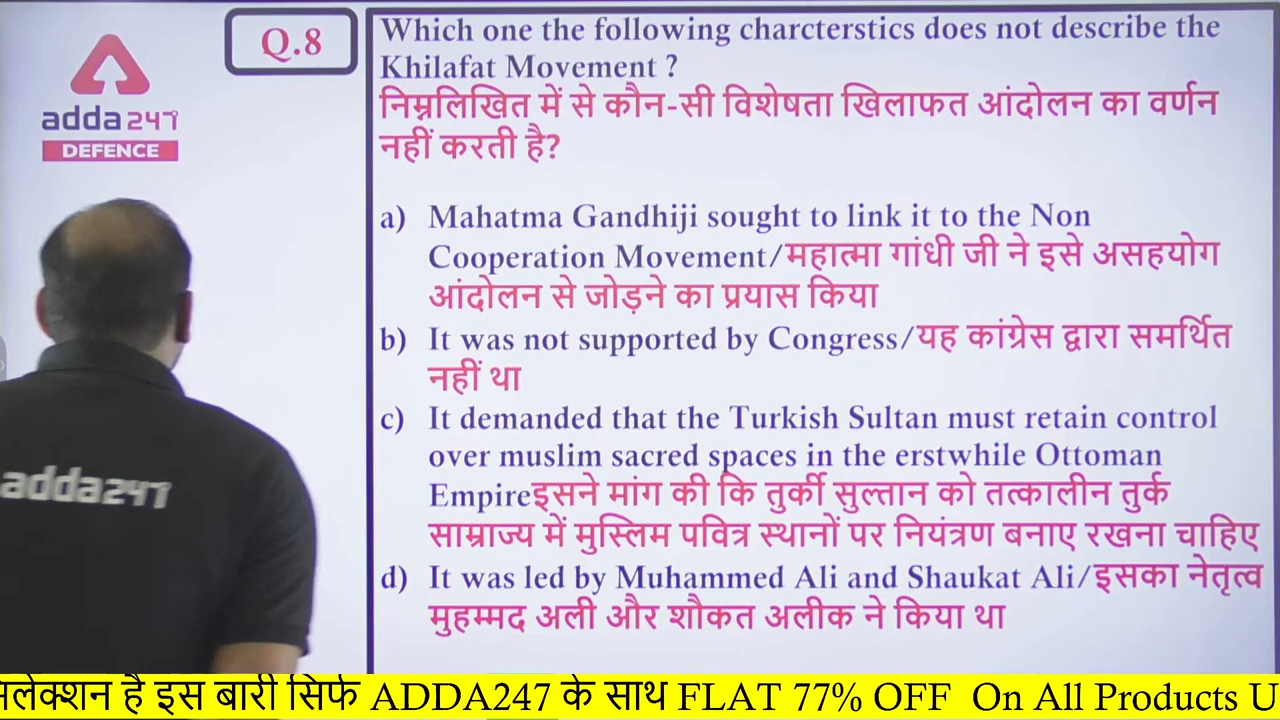 Q.8
adda247
DEFENCE
Which one the following charcterstics does not describe the
Khilafat Movement ?
निम्नलिखित में से कौन-सी विशेषता खिलाफत आंदोलन का वर्णन
नहीं करती है?
a) Mahatma Gandhiji sought to link it to the Non
Cooperation Movement/महात्मा गांधी जी ने इसे असहयोग
आंदोलन से जोड़ने का प्रयास किया
b) It was not supported by Congress/यह कांग्रेस द्वारा समर्थित
नहीं था
c) It demanded that the Turkish Sultan must retain control
over muslim sacred spaces in the erstwhile Ottoman
Empireइसने मांग की कि तुर्की सुल्तान को तत्कालीन तुर्क
साम्राज्य में मुस्लिम पवित्र स्थानों पर नियंत्रण बनाए रखना चाहिए
d) It was led by Muhammed Ali and Shaukat Ali/इसका नेतृत्व
मुहम्मद अली और शौकत अलीक ने किया था
adda247
है इस बारी सिर्फ ADDA247 के साथ FLAT 77% OFF On All Products